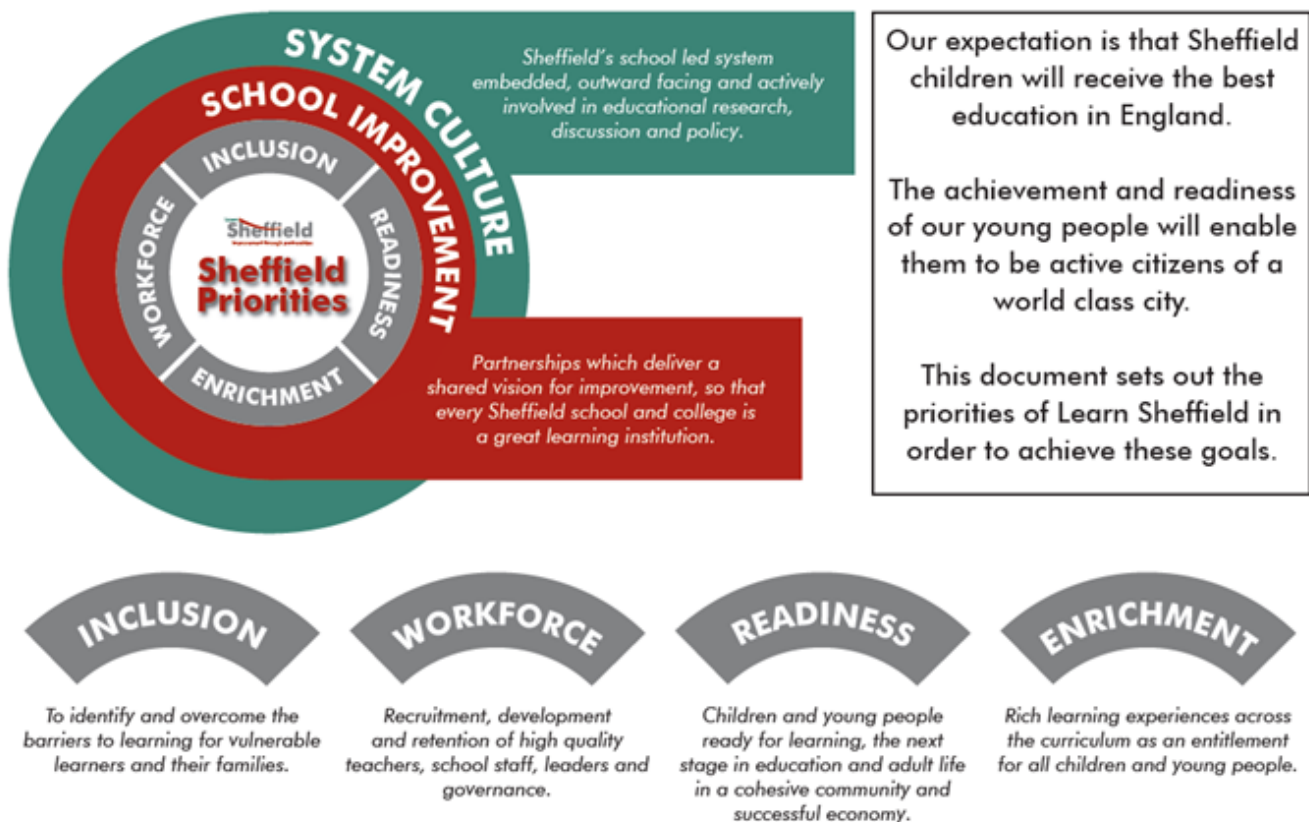 SYSTEM CULTURE
Sheffield's school led system
embedded, outward facing and actively
involved in educational research,
discussion and policy.
SCHOOL IMPROVEMENT
Partnerships which deliver a
shared vision for improvement, so that
every Sheffield school and college is
a great learning institution.
INCLUSION
WORKFORCE
READINESS
ENRICHMENT
Sheffield
improvement through partnership
Sheffield
Priorities
Our expectation is that Sheffield
children will receive the best
education in England.
The achievement and readiness
of our young people will enable
them to be active citizens of a
world class city.
This document sets out the
priorities of Learn Sheffield in
order to achieve these goals.
INCLUSION
To identify and overcome the
barriers to learning for vulnerable
learners and their families.
WORKFORCE
Recruitment, development
and retention of high quality
teachers, school staff, leaders and
governance.
READINESS
Children and young people
ready for learning, the next
stage in education and adult life
in a cohesive community and
successful economy.
ENRICHMENT
Rich learning experiences across
the curriculum as an entitlement
for all children and young people.